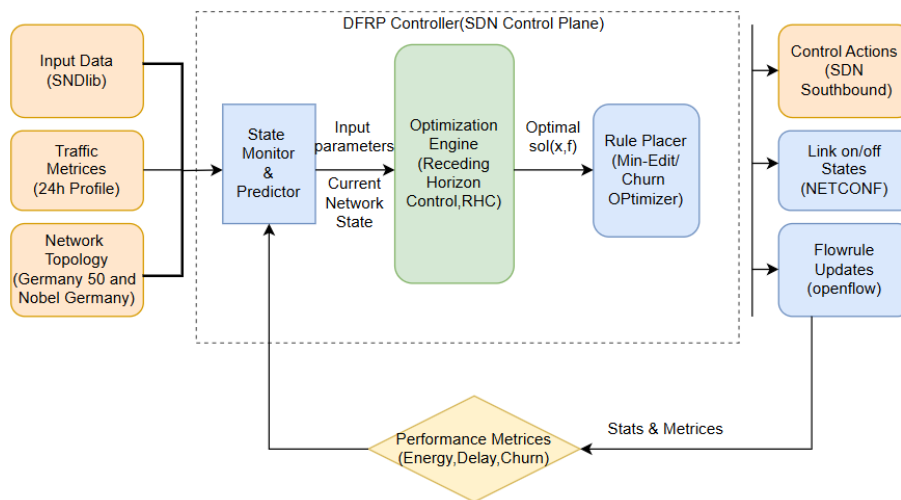 DFRP Controller(SDN Control Plane)
Input Data
(SNDlib)
Traffic
Metrices
(24h Profile)
Network
Topology
(Germany 50 and
Nobel Germany)
State
Monitor
&
Predictor
Input
parameters
Current
Network
State
Optimization
Engine
(Receding
Horizon
Control,RHC)
Optimal
sol(x,f)
Rule Placer
(Min-Edit/
Churn
OPtimizer)
Control Actions
(SDN
Southbound)
Link on/off
States
(NETCONF)
Flowrule
Updates
(openflow)
Stats & Metrices
Performance Metrices
(Energy,Delay,Churn)